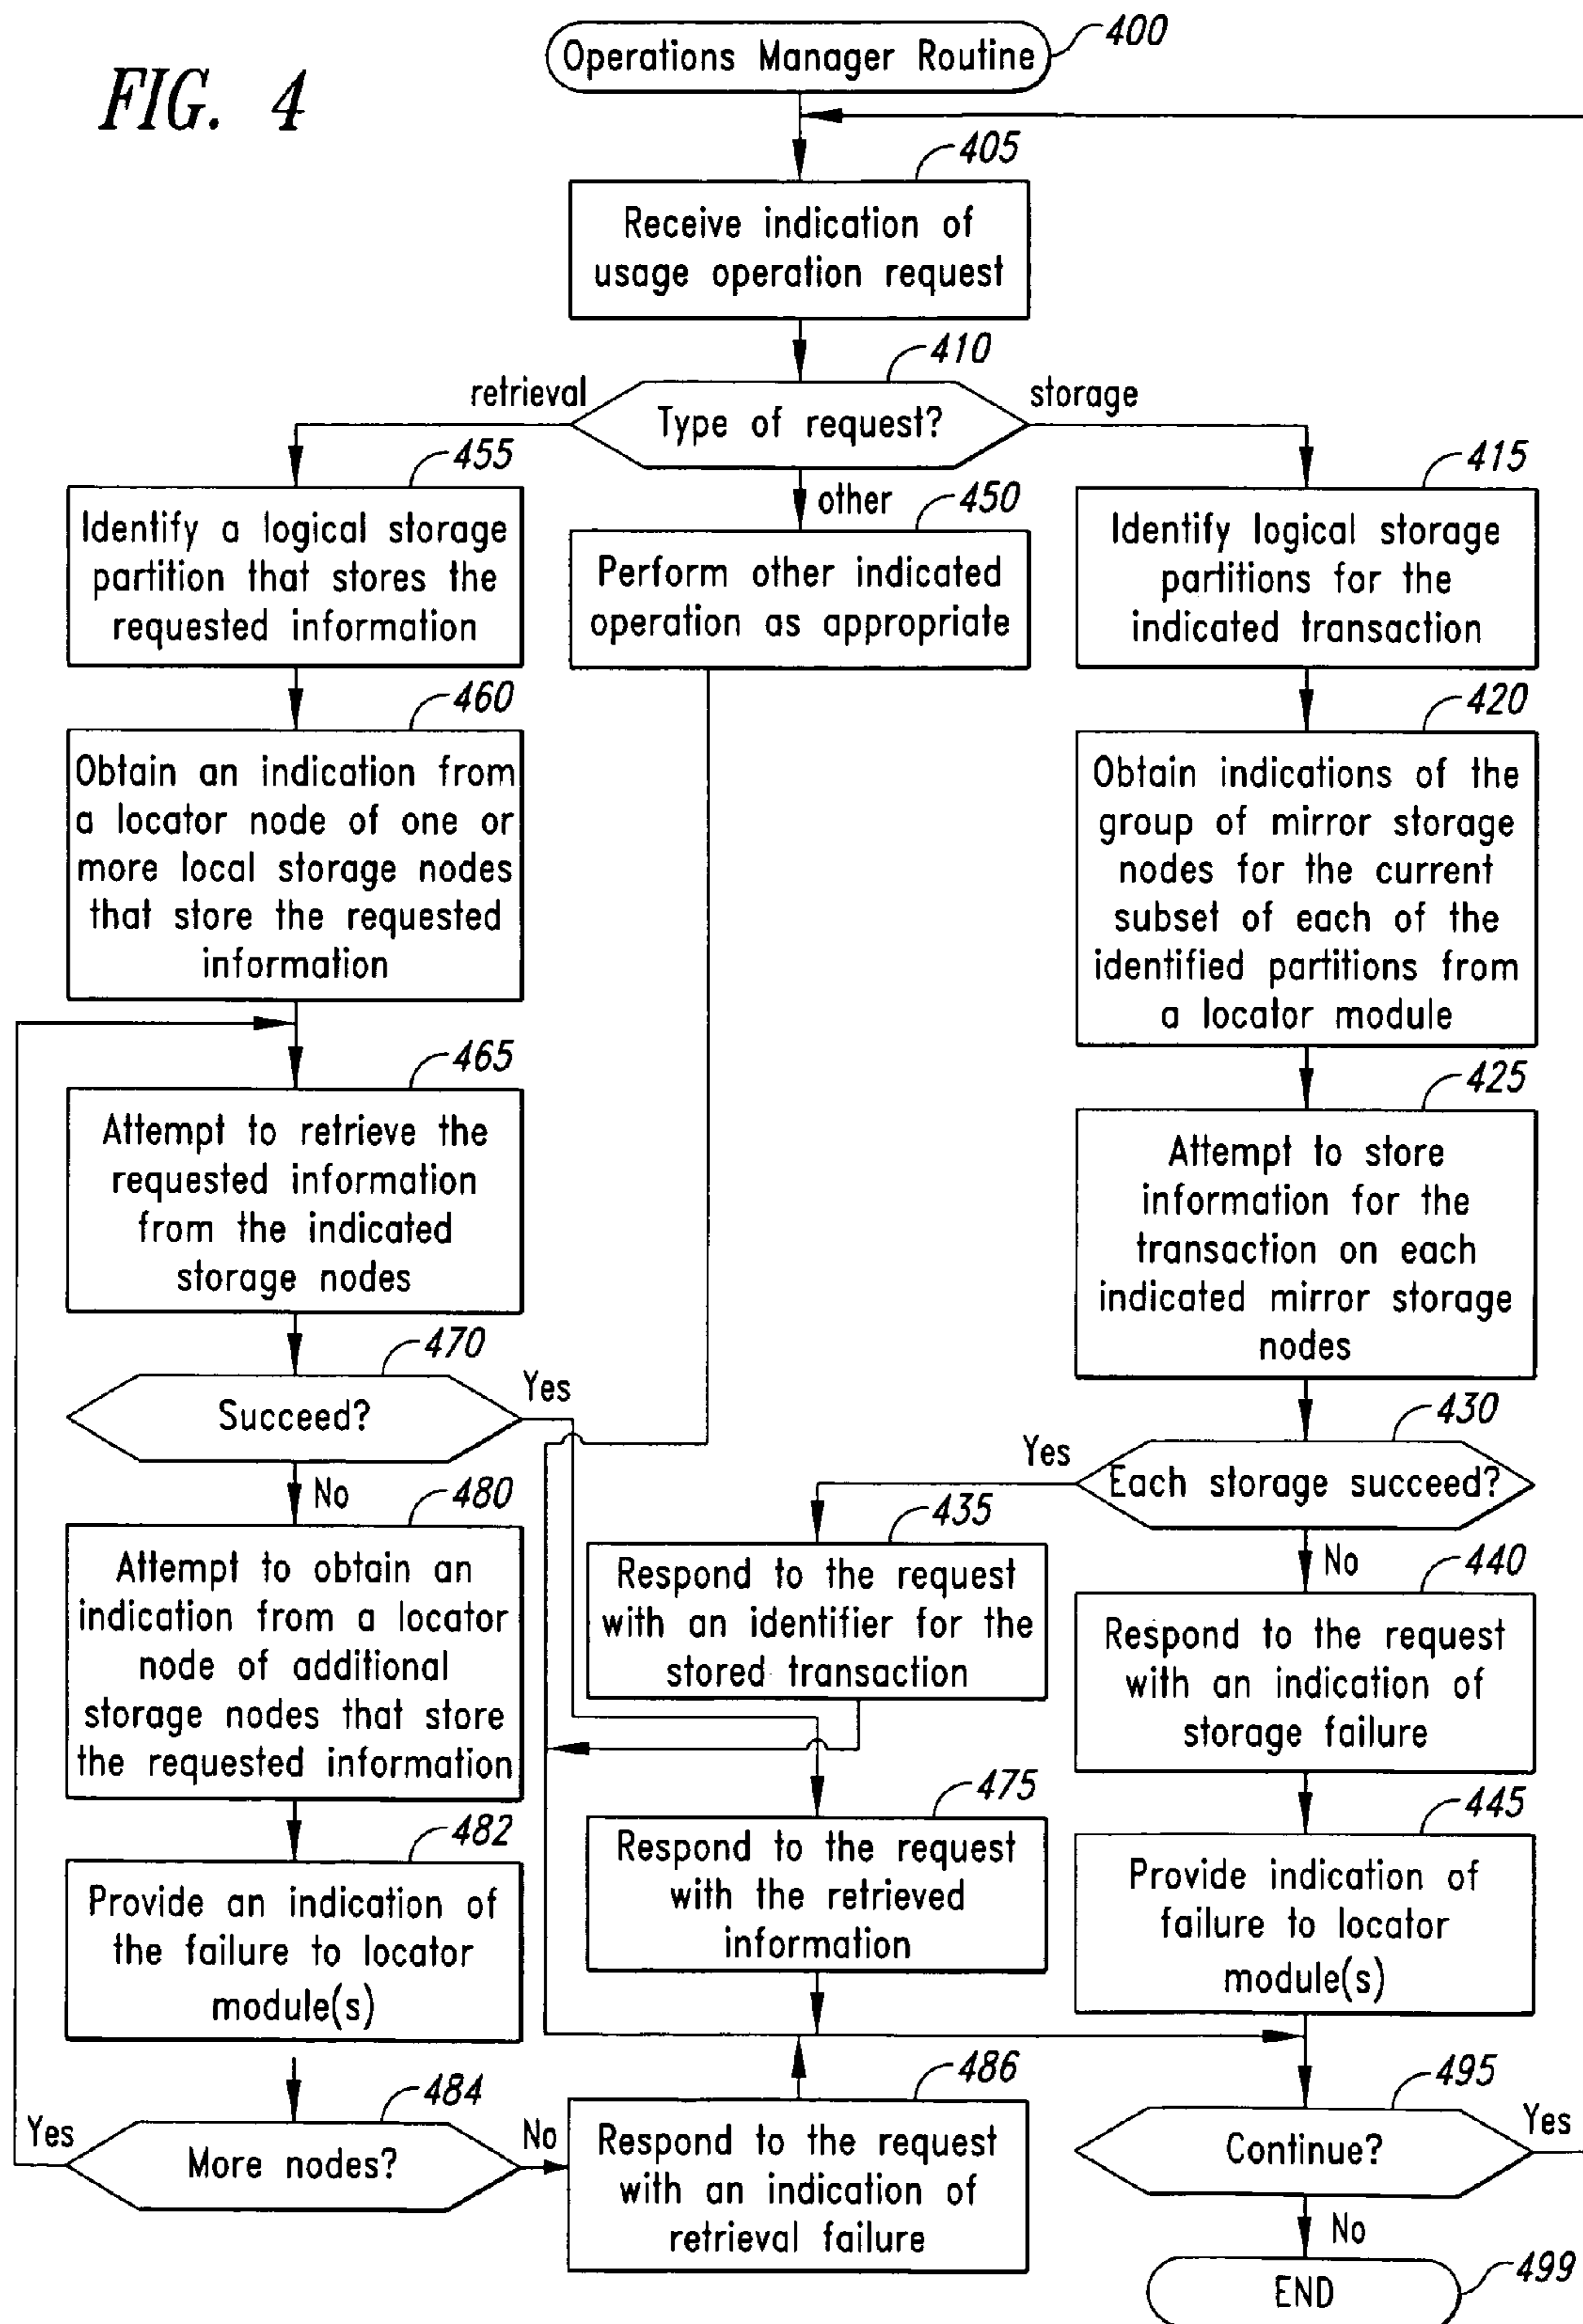 FIG. 4
Operations Manager Routine
400
405
Receive indication of
usage operation request
410
retrieval
Type of request?
storage
455
Identify a logical storage
partition that stores the
requested information
other
450
Perform other indicated
operation as appropriate
415
Identify logical storage
partitions for the
indicated transaction
460
Obtain an indication from
a locator node of one or
more local storage nodes
that store the requested
information
420
Obtain indications of the
group of mirror storage
nodes for the current
subset of each of the
identified partitions from
a locator module
465
Attempt to retrieve the
requested information
from the indicated
storage nodes
425
Attempt to store
information for the
transaction on each
indicated mirror storage
nodes
470
Succeed?
Yes
No
430
Each storage succeed?
Yes
No
480
Attempt to obtain an
indication from a locator
node of additional
storage nodes that store
the requested information
435
Respond to the request
with an identifier for the
stored transaction
440
Respond to the request
with an indication of
storage failure
482
Provide an indication of
the failure to locator
module(s)
475
Respond to the request
with the retrieved
information
445
Provide indication of
failure to locator
module(s)
484
Yes
More nodes?
No
486
Respond to the request
with an indication of
retrieval failure
495
Continue?
Yes
No
END
499